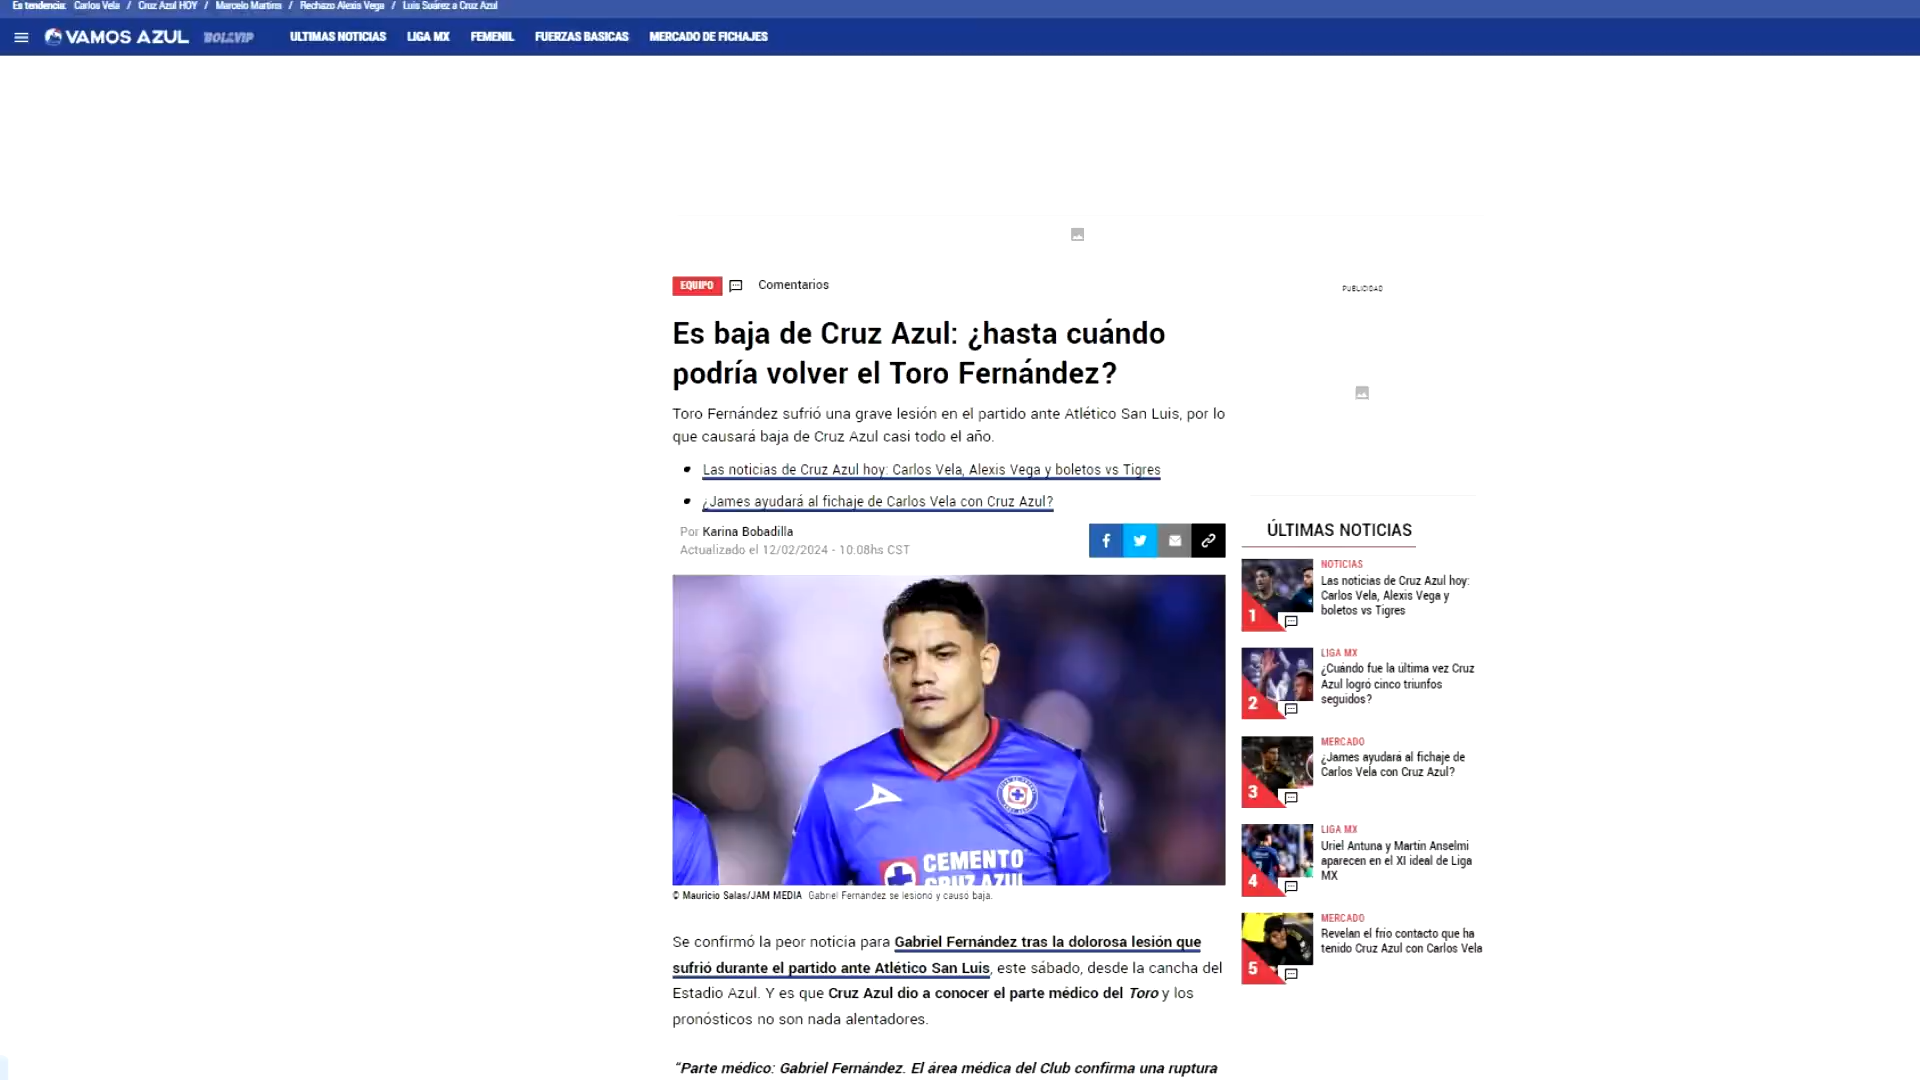 Es tendencia: Carlos Vela / Cruz Azul HOY / Marcelo Martins / Rechazo Alexis Vega / Luis Suárez a Cruz Azul
VAMOS AZUL BOLAVIP ULTIMAS NOTICIAS LIGA MX FEMENIL FUERZAS BASICAS MERCADO DE FICHAJES
EQUIPO Comentarios
PUBLICIDAD
Es baja de Cruz Azul: ¿hasta cuándo
podría volver el Toro Fernández?
Toro Fernández sufrió una grave lesión en el partido ante Atlético San Luis, por lo
que causará baja de Cruz Azul casi todo el año.
Las noticias de Cruz Azul hoy: Carlos Vela, Alexis Vega y boletos vs Tigres
¿James ayudará al fichaje de Carlos Vela con Cruz Azul?
Por Karina Bobadilla
Actualizado el 12/02/2024 - 10:08hs CST
CEMENTO
CRUZ AZUL
© Mauricio Salas/JAM MEDIA Gabriel Fernández se lesionó y causó baja.
Se confirmó la peor noticia para Gabriel Fernández tras la dolorosa lesión que
sufrió durante el partido ante Atlético San Luis, este sábado, desde la cancha del
Estadio Azul. Y es que Cruz Azul dio a conocer el parte médico del Toro y los
pronósticos no son nada alentadores.
“Parte médico: Gabriel Fernández. El área médica del Club confirma una ruptura
ÚLTIMAS NOTICIAS
1
NOTICIAS
Las noticias de Cruz Azul hoy:
Carlos Vela, Alexis Vega y
boletos vs Tigres
2
LIGA MX
¿Cuándo fue la última vez Cruz
Azul logró cinco triunfos
seguidos?
3
MERCADO
¿James ayudará al fichaje de
Carlos Vela con Cruz Azul?
4
LIGA MX
Uriel Antuna y Martín Anselmi
aparecen en el XI ideal de Liga
MX
5
MERCADO
Revelan el frío contacto que ha
tenido Cruz Azul con Carlos Vela